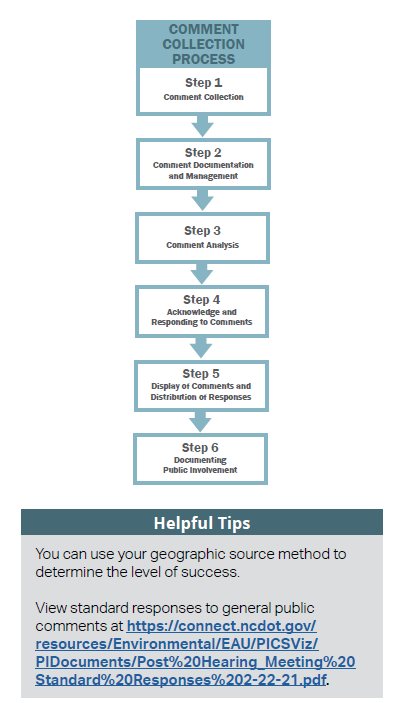 COMMENT
COLLECTION
PROCESS
Step 1
Comment Collection
Step 2
Comment Documentation
and Management
Step 3
Comment Analysis
Step 4
Acknowledge and
Responding to Comments
Step 5
Display of Comments and
Distribution of Responses
Step 6
Documenting
Public Involvement
Helpful Tips
You can use your geographic source method to
determine the level of success.
View standard responses to general public
comments at https://connect.ncdot.gov/
resources/Environmental/EAU/PICSViz/
PIDocuments/Post%20Hearing_Meeting%20
Standard%20Responses%202-22-21.pdf.